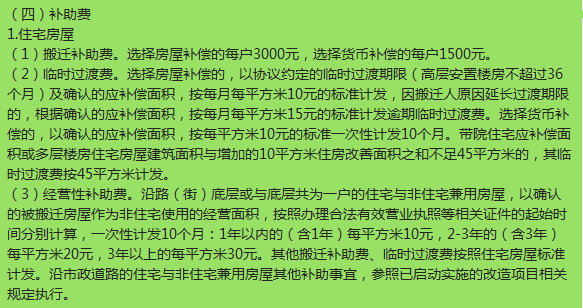 （四）补助费
1.住宅房屋
（1）搬迁补助费。选择房屋补偿的每户3000元，选择货币补偿的每户1500元。
（2）临时过渡费。选择房屋补偿的，以协议约定的临时过渡期限（高层安置楼房不超过36
个月）及确认的应补偿面积，按每月每平方米10元的标准计发，因搬迁人原因延长过渡期限
的，根据确认的应补偿面积，按每月每平方米15元的标准计发逾期临时过渡费。选择货币补
偿的，以确认的应补偿面积，按每平方米10元的标准一次性计发10个月。带院住宅应补偿面
积或多层楼房住宅房屋建筑面积与增加的10平方米住房改善面积之和不足45平方米的，其临
时过渡费按45平方米计发。
（3）经营性补助费。沿路（街）底层或与底层共为一户的住宅与非住宅兼用房屋，以确认
的被搬迁房屋作为非住宅使用的经营面积，按照办理合法有效营业执照等相关证件的起始时
间分别计算，一次性计发10个月：1年以内的（含1年）每平方米10元，2-3年的（含3年）
每平方米20元，3年以上的每平方米30元。其他搬迁补助费、临时过渡费按照住宅房屋标准
计发。沿市政道路的住宅与非住宅兼用房屋其他补助事宜，参照已启动实施的改造项目相关
规定执行。